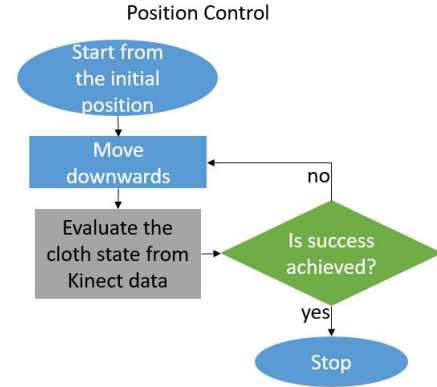 Position Control
Start from
the initial
position
Move
downwards
Evaluate the
cloth state from
Kinect data
Is success
achieved?
no
yes
Stop